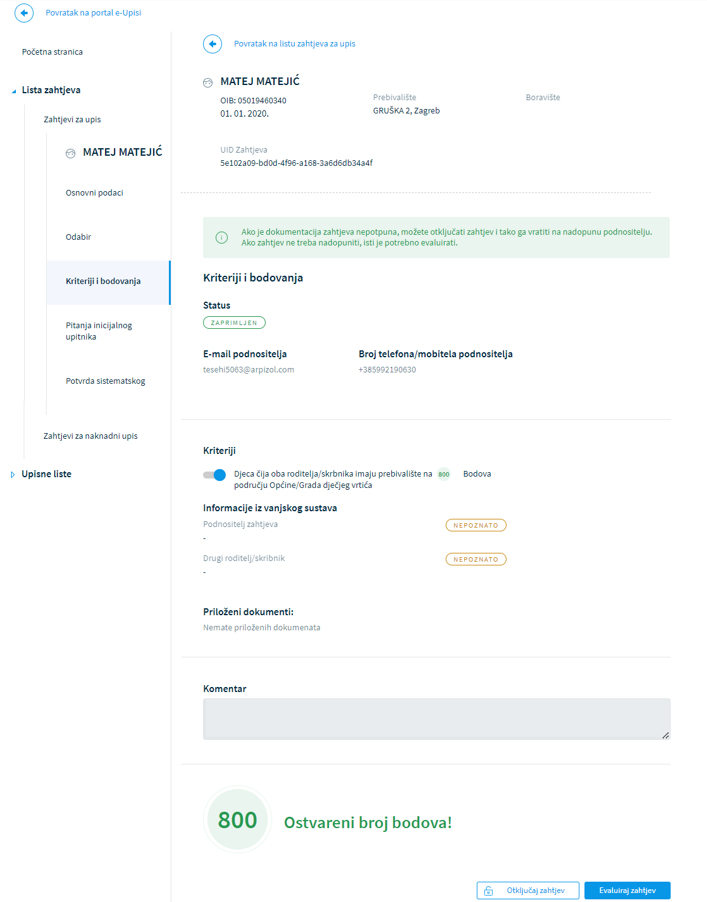 Povratak na portal e-Upisi
Početna stranica
Lista zahtjeva
Zahtjevi za upis
MATEJ MATEJIĆ
Osnovni podaci
Odabir
Kriteriji i bodovanja
Pitanja inicijalnog
upitnika
Potvrda sistematskog
Zahtjevi za naknadni upis
Upisne liste
Povratak na listu zahtjeva za upis
MATEJ MATEJIĆ
OIB: 05019460340
01. 01. 2020.
Prebivalište
GRUŠKA 2, Zagreb
Boravište
UID Zahtjeva
5e102a09-bd0d-4f96-a168-3a6d6db34a4f
Ako je dokumentacija zahtjeva nepotpuna, možete otključati zahtjev i tako ga vratiti na nadopunu podnositelju.
Ako zahtjev ne treba nadopuniti, isti je potrebno evaluirati.
Kriteriji i bodovanja
Status
ZAPRIMLJEN
E-mail podnositelja
tesehi5063@arpizol.com
Broj telefona/mobitela podnositelja
+385992190630
Kriteriji
Djeca čija oba roditelja/skrbnika imaju prebivalište na 800 Bodova
području Općine/Grada dječjeg vrtića
Informacije iz vanjskog sustava
Podnositelj zahtjeva NEPOZNATO
-
Drugi roditelj/skribnik NEPOZNATO
-
Priloženi dokumenti:
Nemate priloženih dokumenata
Komentar
800 Ostvareni broj bodova!
Otključaj zahtjev Evaluiraj zahtjev